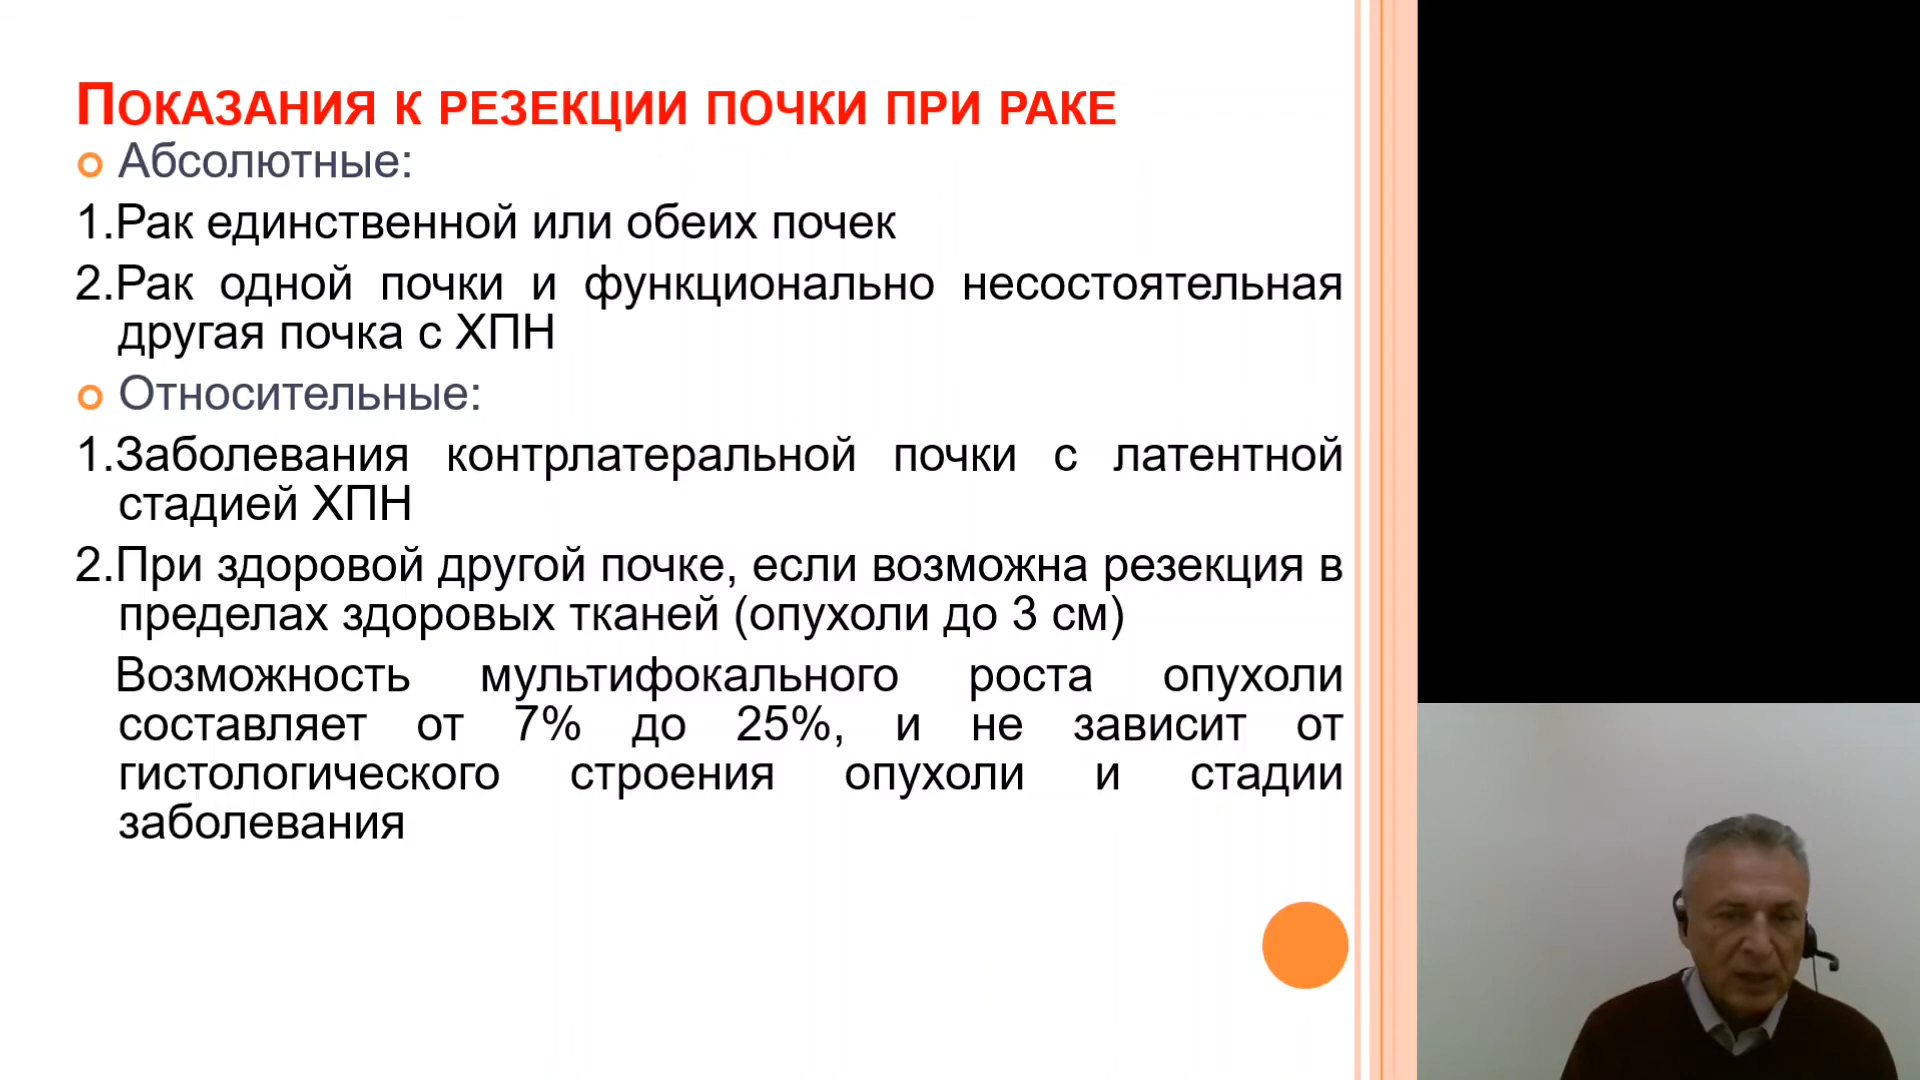 Показания к резекции почки при раке
Абсолютные:
1.Рак единственной или обеих почек
2.Рак одной почки и функционально несостоятельная
другая почка с ХПН
Относительные:
1.Заболевания контрлатеральной почки с латентной
стадией ХПН
2.При здоровой другой почке, если возможна резекция в
пределах здоровых тканей (опухоли до 3 см)
Возможность мультифокального роста опухоли
составляет от 7% до 25%, и не зависит от
гистологического строения опухоли и стадии
заболевания